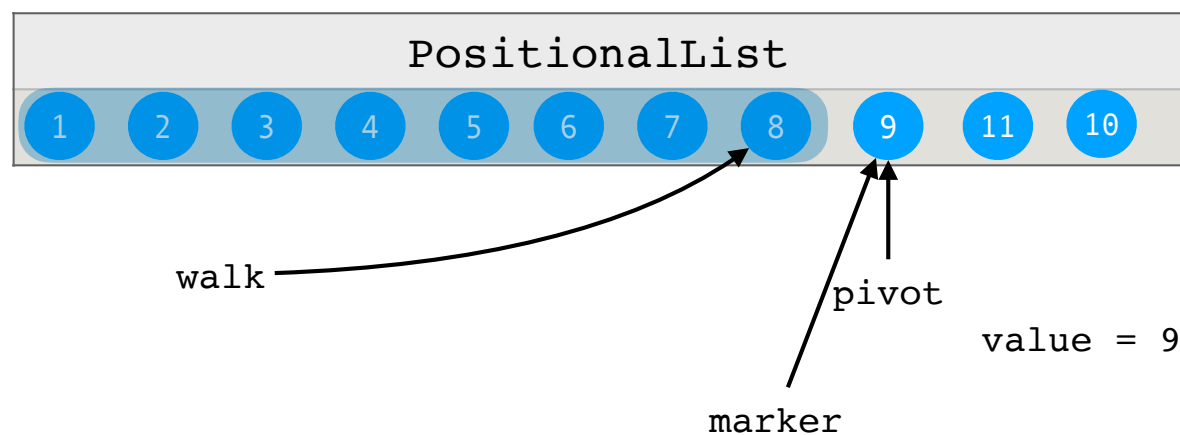 PositionalList
1 2 3 4 5 6 7 8 9 11 10
walk
pivot
value = 9
marker